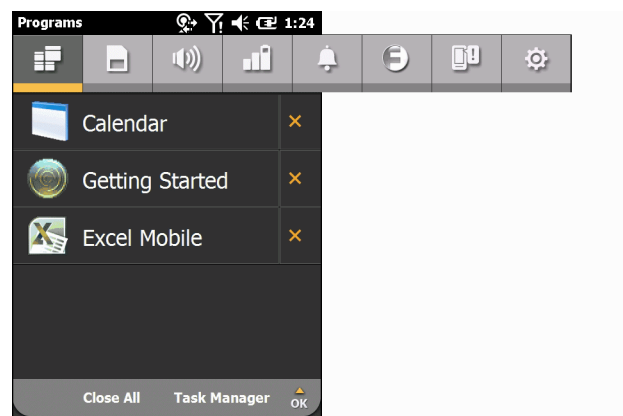 Programs 1:24
Calendar
Getting Started
Excel Mobile
Close All Task Manager OK